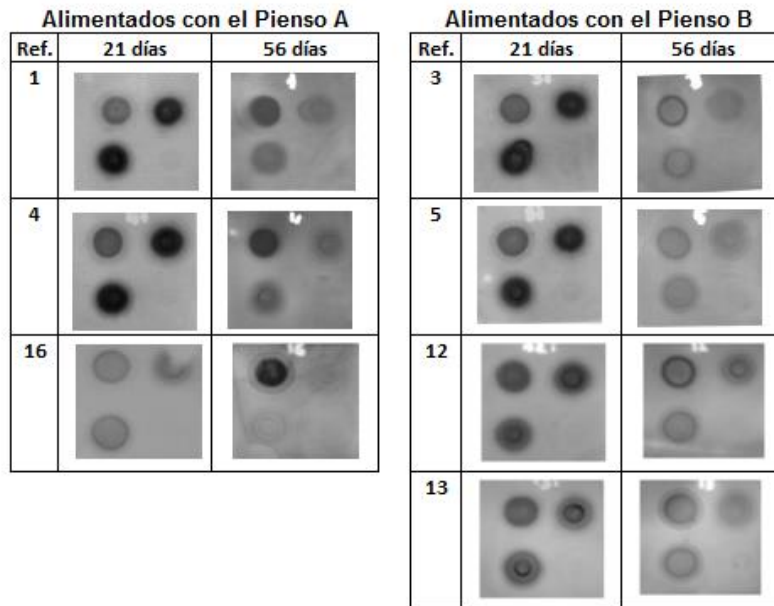 Alimentados con el Pienso A
Ref. 21 días 56 días
1
4
16
Alimentados con el Pienso B
Ref. 21 días 56 días
3
5
12
13